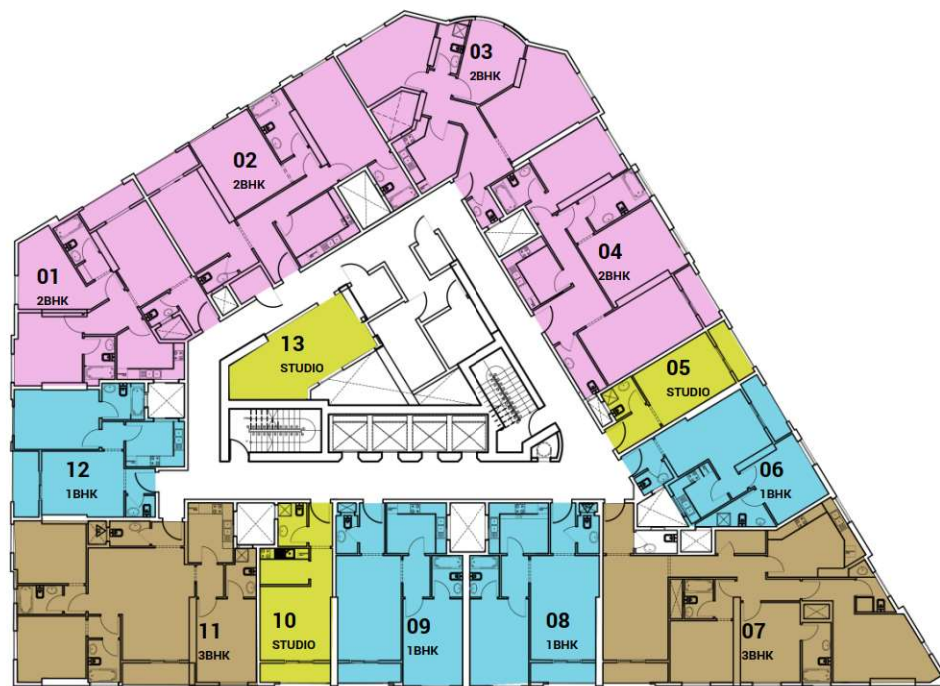 03
2BHK
02
2BHK
01
2BHK
04
2BHK
13
STUDIO
05
STUDIO
12
1BHK
06
1BHK
11
3BHK
10
STUDIO
09
1BHK
08
1BHK
07
3BHK